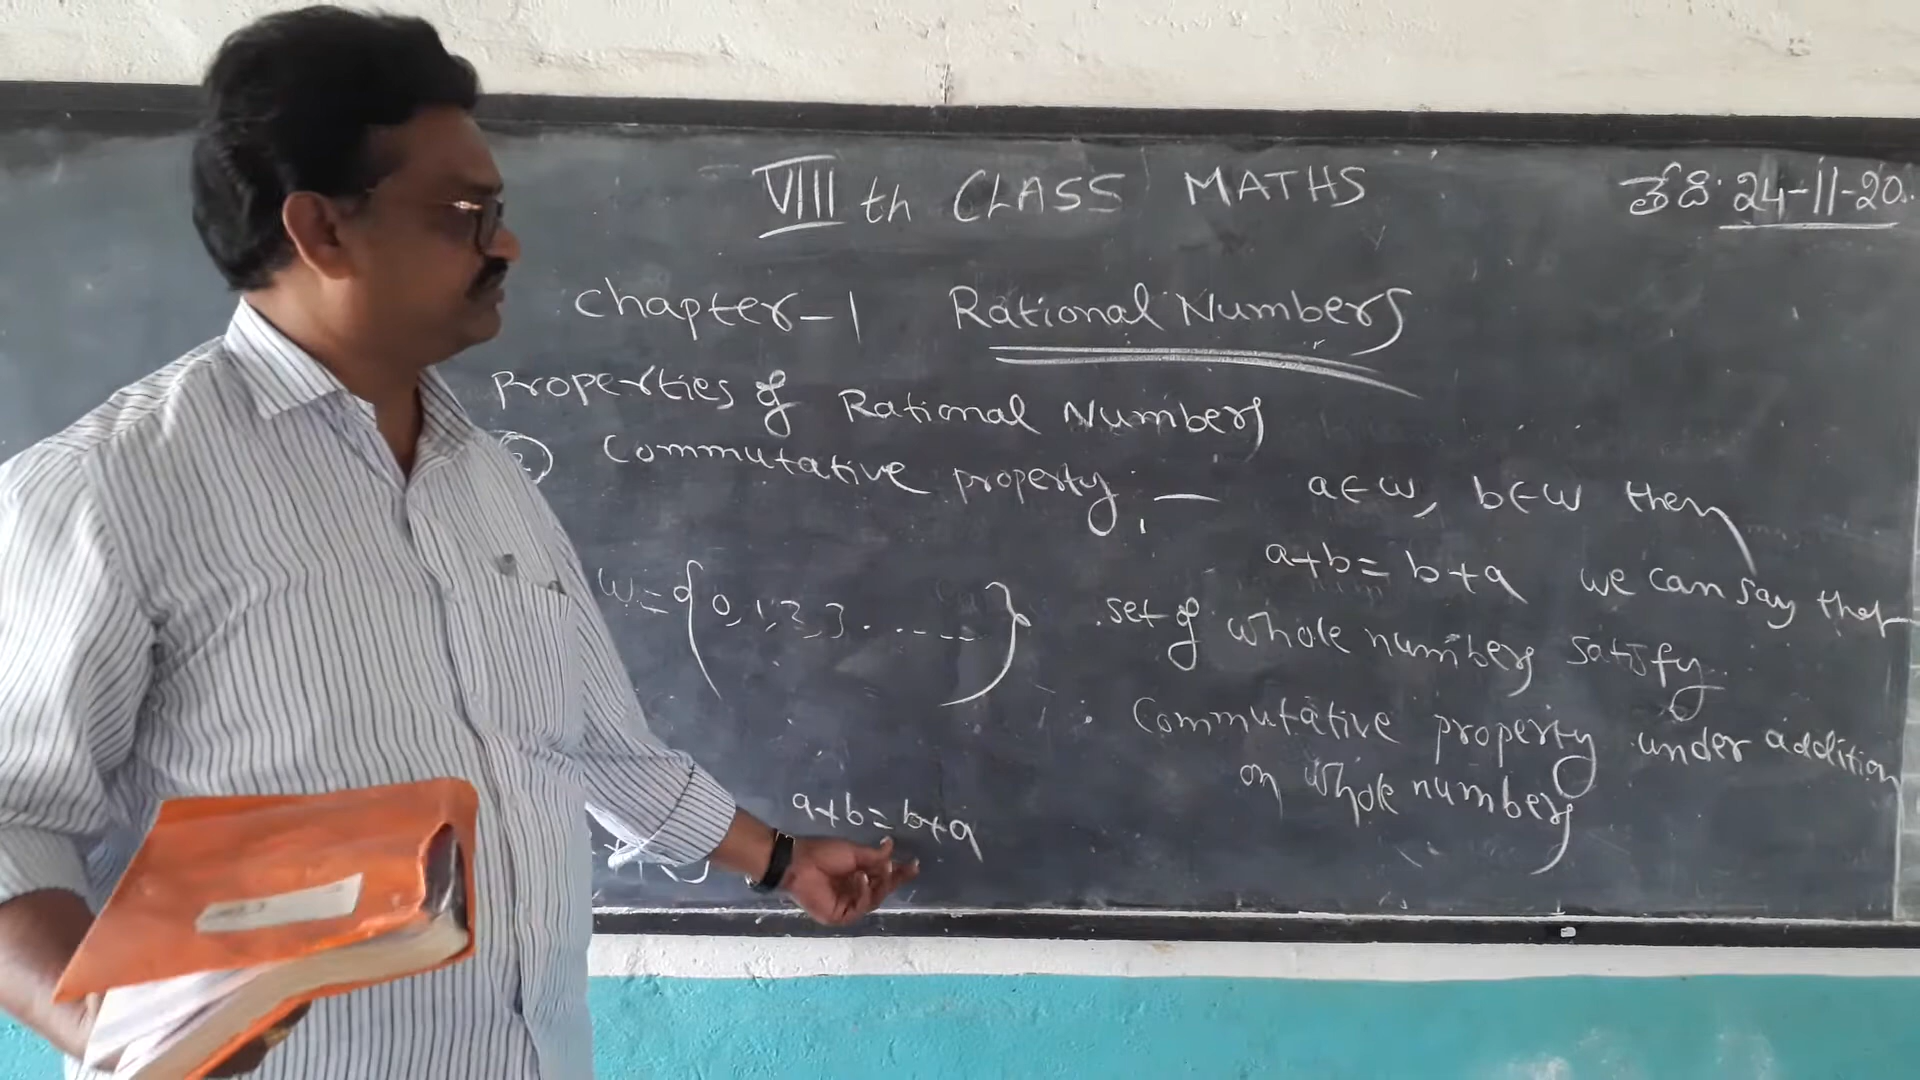 VIII th CLASS MATHS
తేది: 24-11-20.
Chapter-1 Rational Numbers
Properties of Rational Numbers
2 Commutative property :-
a∈W, b∈W then
a+b = b+a we can say that
W = {0, 1, 2, 3 . . - - - -}
set of whole numbers satisfy
Commutative property under addition
on whole numbers
a+b = b+a